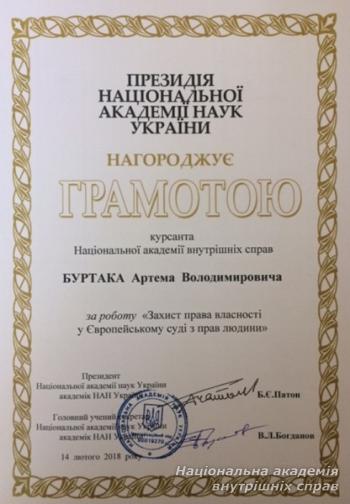 ПРЕЗИДІЯ
НАЦІОНАЛЬНОЇ
АКАДЕМІЇ НАУК
УКРАЇНИ
НАГОРОДЖУЄ
ГРАМОТОЮ
курсанта
Національної академії внутрішніх справ
БУРТАКА Артема Володимировича
за роботу «Захист права власності
у Європейському суді з прав людини»
Президент
Національної академії наук України
академік НАН України
Б.Є.Патон
Головний учений секретар
Національної академії наук України
академік НАН України
В.Л.Богданов
14 лютого 2018 року
Національна академія
внутрішніх справ